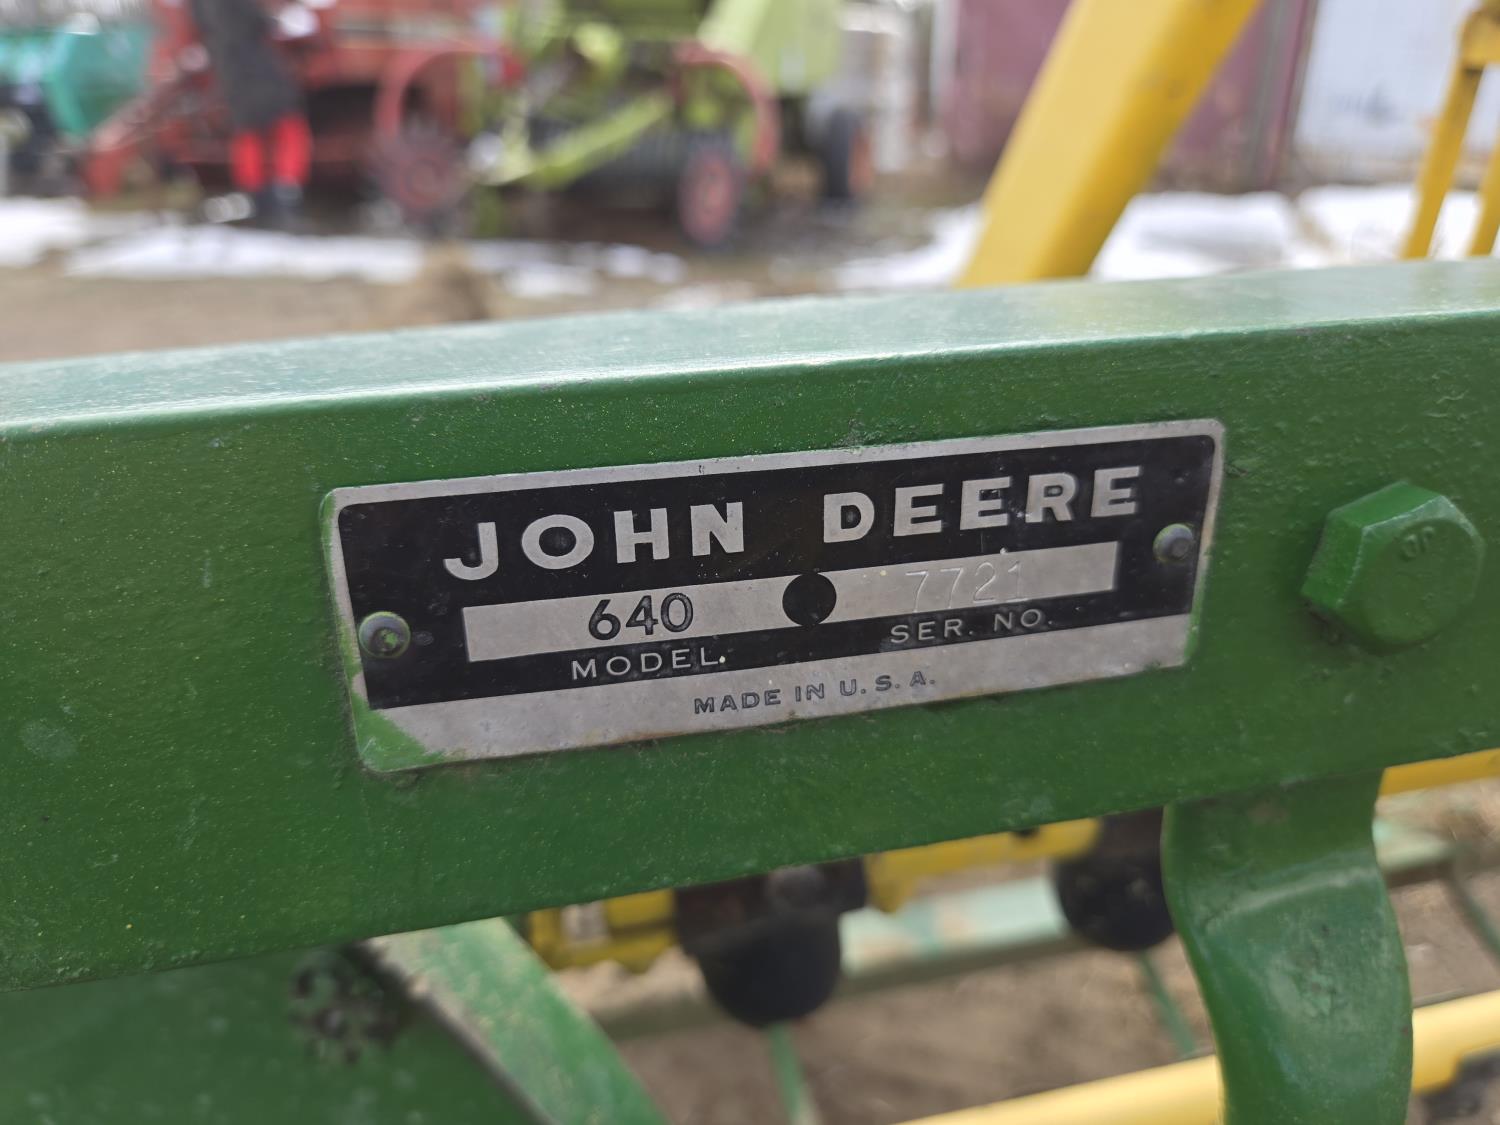 JOHN DEERE
640 7721
MODEL. SER. NO.
MADE IN U.S.A.